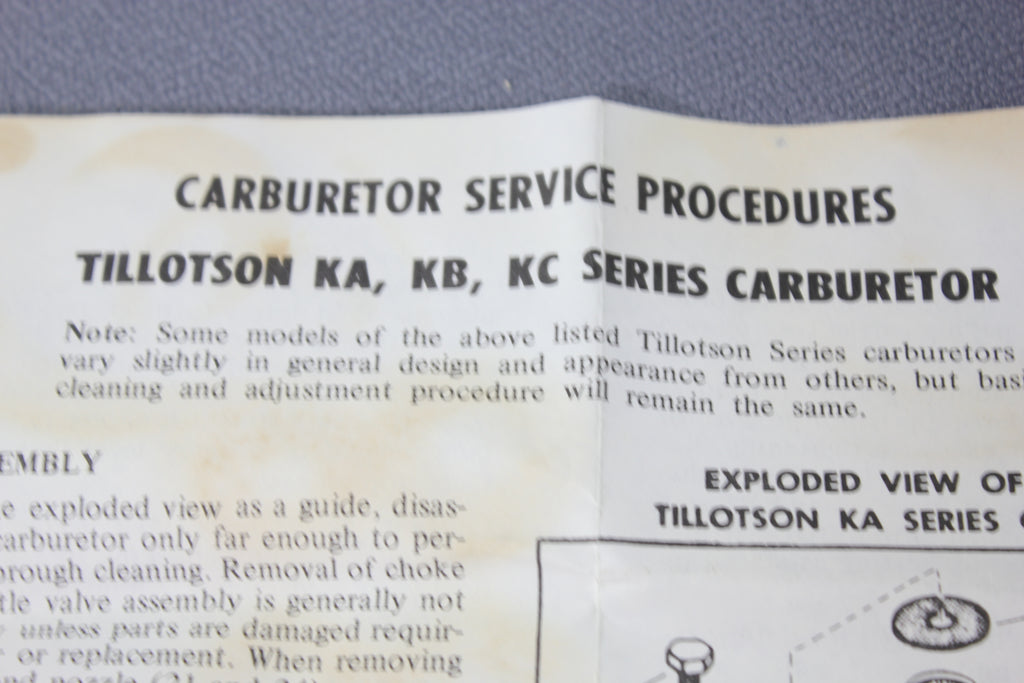 CARBURETOR SERVICE PROCEDURES
TILLOTSON KA, KB, KC SERIES CARBURETOR
Note: Some models of the above listed Tillotson Series carburetors
vary slightly in general design and appearance from others, but basi
cleaning and adjustment procedure will remain the same.
EMBLY
e exploded view as a guide, disas-
carburetor only far enough to per-
orough cleaning. Removal of choke
tle valve assembly is generally not
unless parts are damaged requir-
or replacement. When removing
nd nozzle
EXPLODED VIEW OF
TILLOTSON KA SERIES